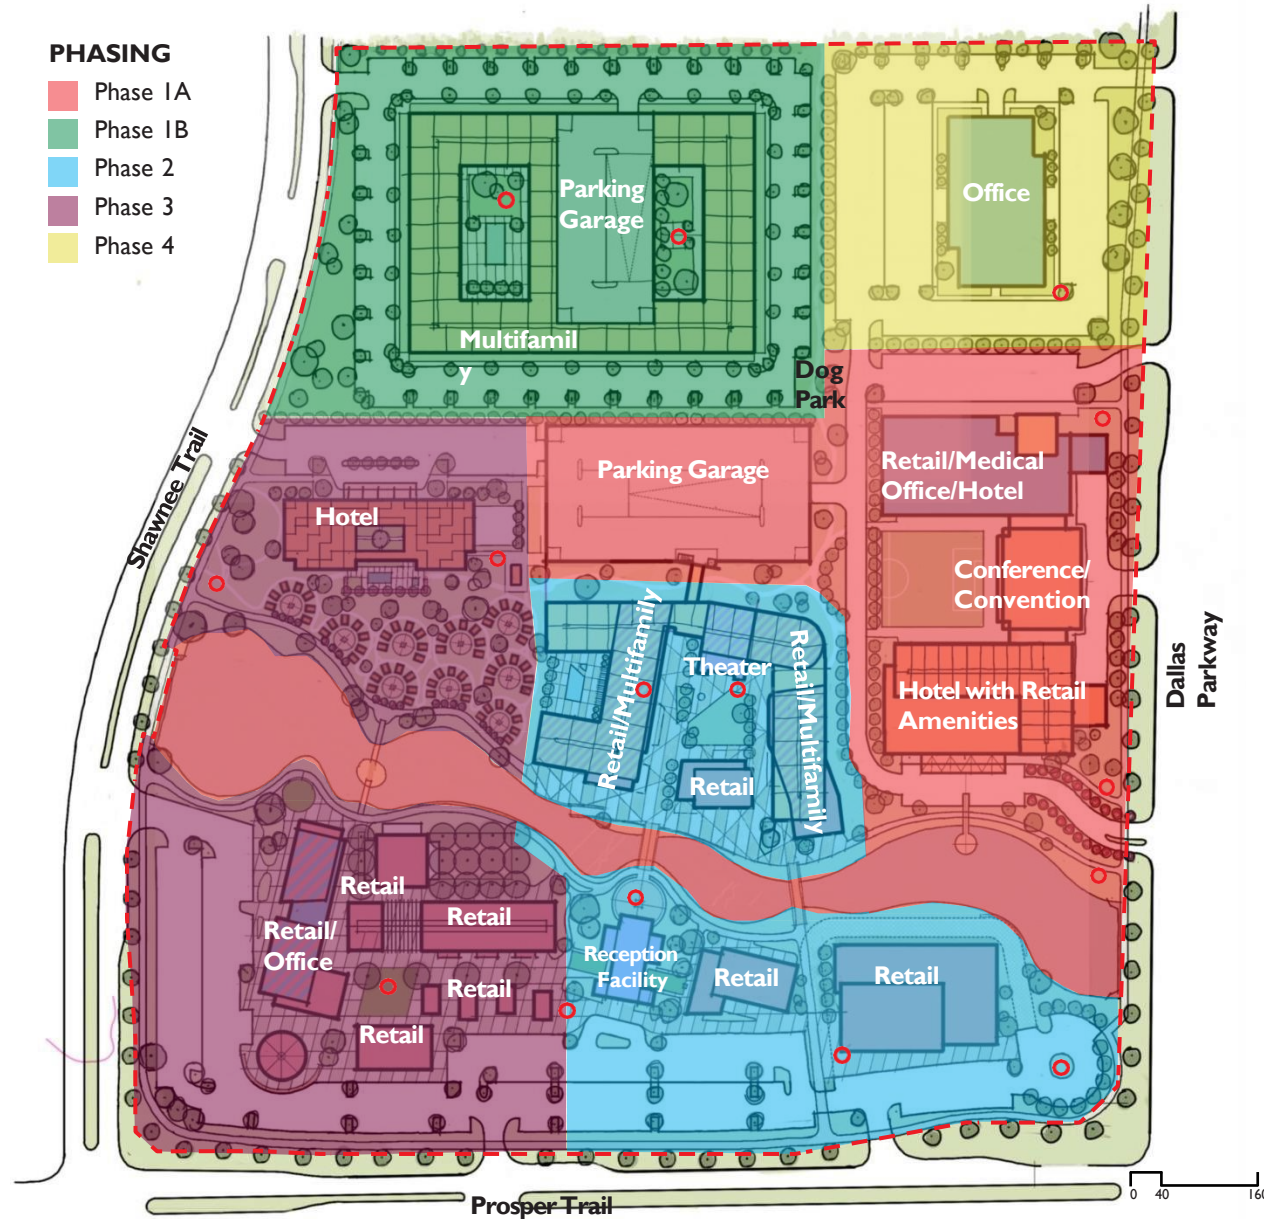 PHASING
Phase 1A
Phase 1B
Phase 2
Phase 3
Phase 4
Parking
Garage
Office
Multifamil
y
Dog
Park
Shawnee Trail
Hotel
Parking Garage
Retail/Medical
Office/Hotel
Conference/
Convention
Dallas
Parkway
Retail/Multifamily
Theater
Retail/Multifamily
Hotel with Retail
Amenities
Retail
Retail
Retail
Retail/
Office
Reception
Facility
Retail
Retail
Retail
Retail
Prosper Trail
0 40 160